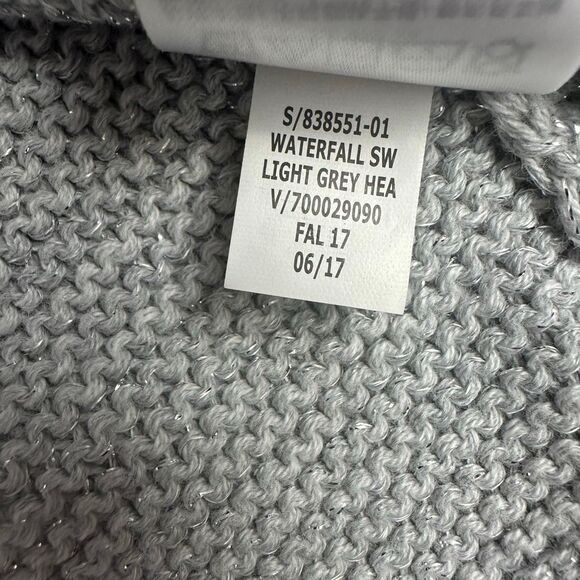 S/838551-01
WATERFALL SW
LIGHT GREY HEA
V/700029090
FAL 17
06/17